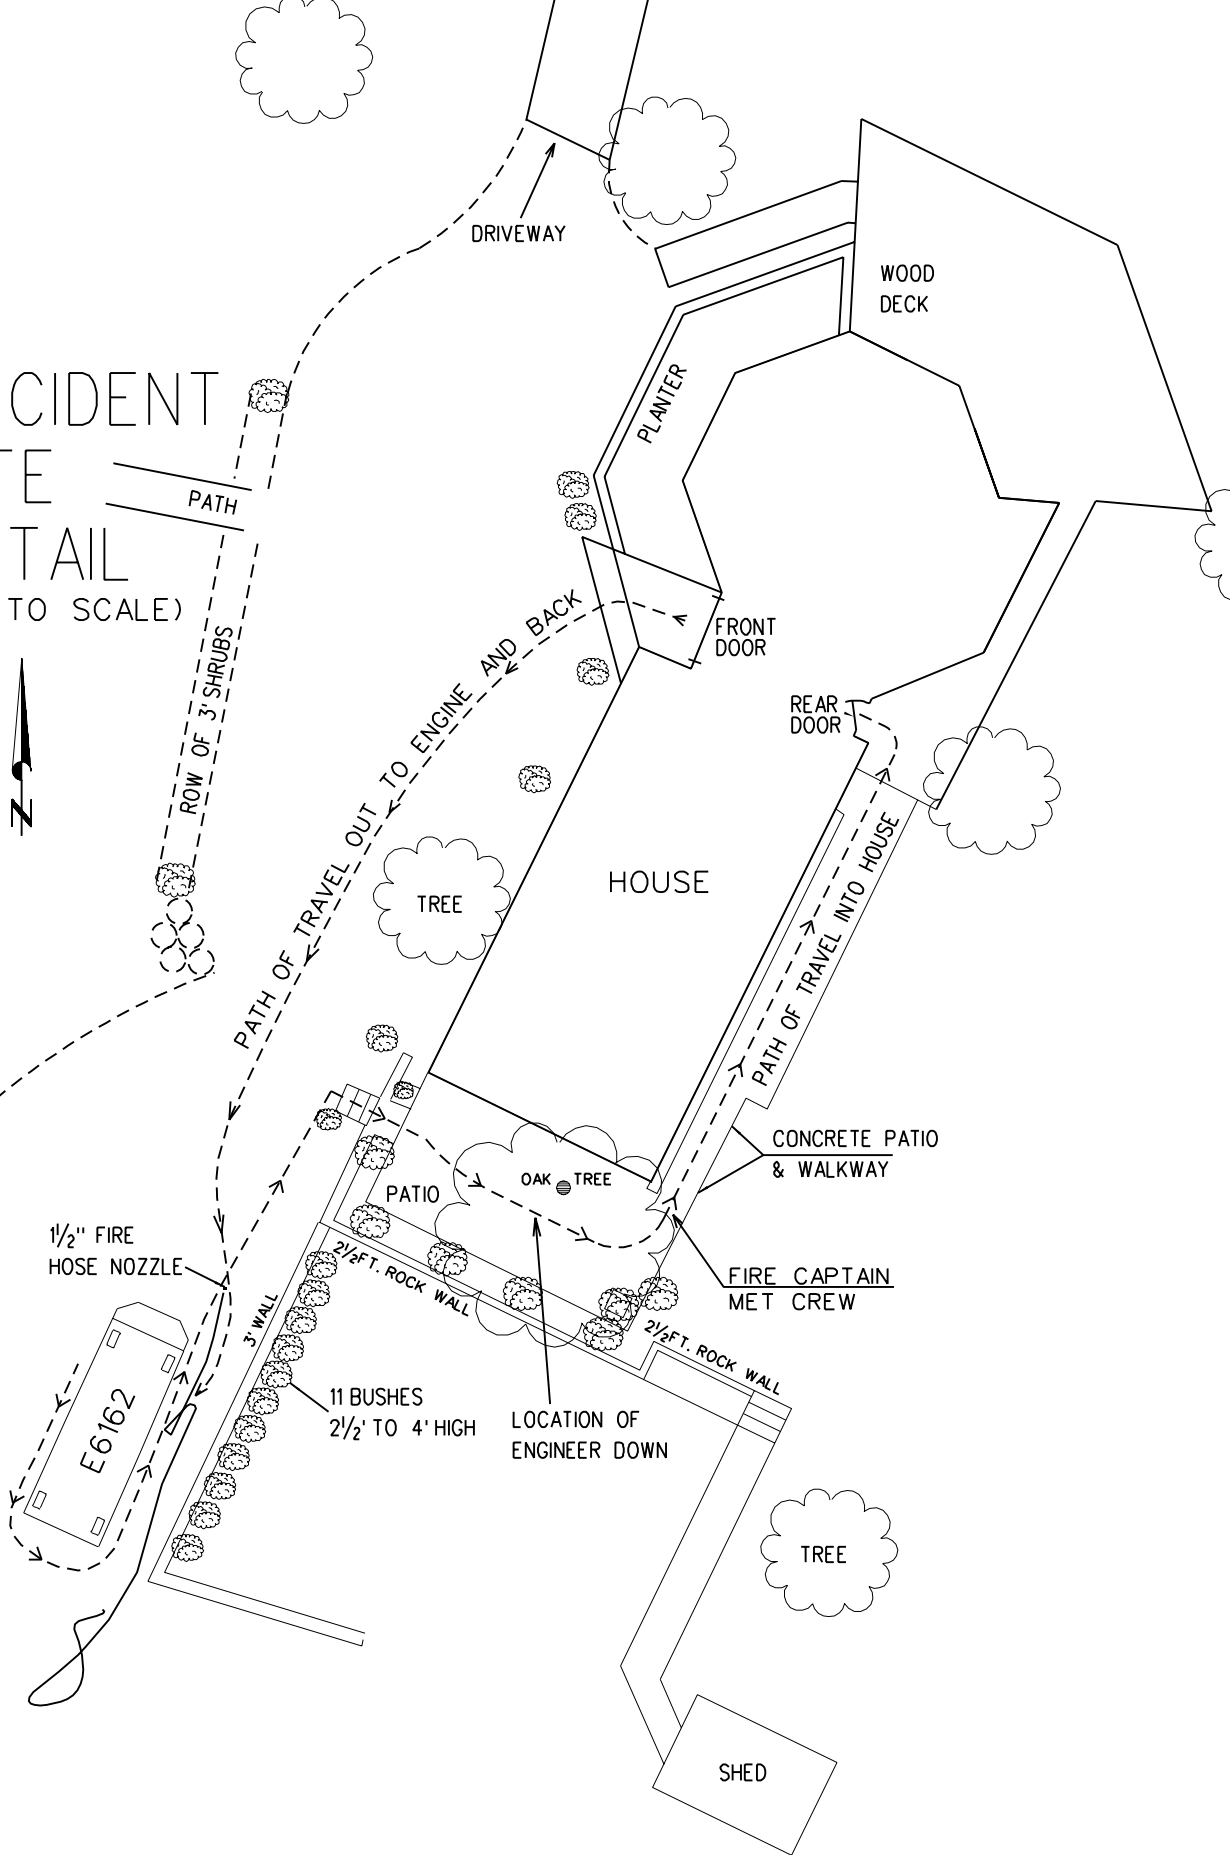 DRIVEWAY
WOOD
DECK
PLANTER
CIDENT
TE
TAIL
TO SCALE)
PATH
N
ROW OF 3' SHRUBS
PATH OF TRAVEL OUT TO ENGINE AND BACK
FRONT
DOOR
REAR
DOOR
HOUSE
TREE
PATH OF TRAVEL INTO HOUSE
CONCRETE PATIO
& WALKWAY
OAK TREE
PATIO
1½" FIRE
HOSE NOZZLE
2½FT. ROCK WALL
FIRE CAPTAIN
MET CREW
3' WALL
2½FT. ROCK WALL
11 BUSHES
2½' TO 4' HIGH
LOCATION OF
ENGINEER DOWN
E6162
TREE
SHED